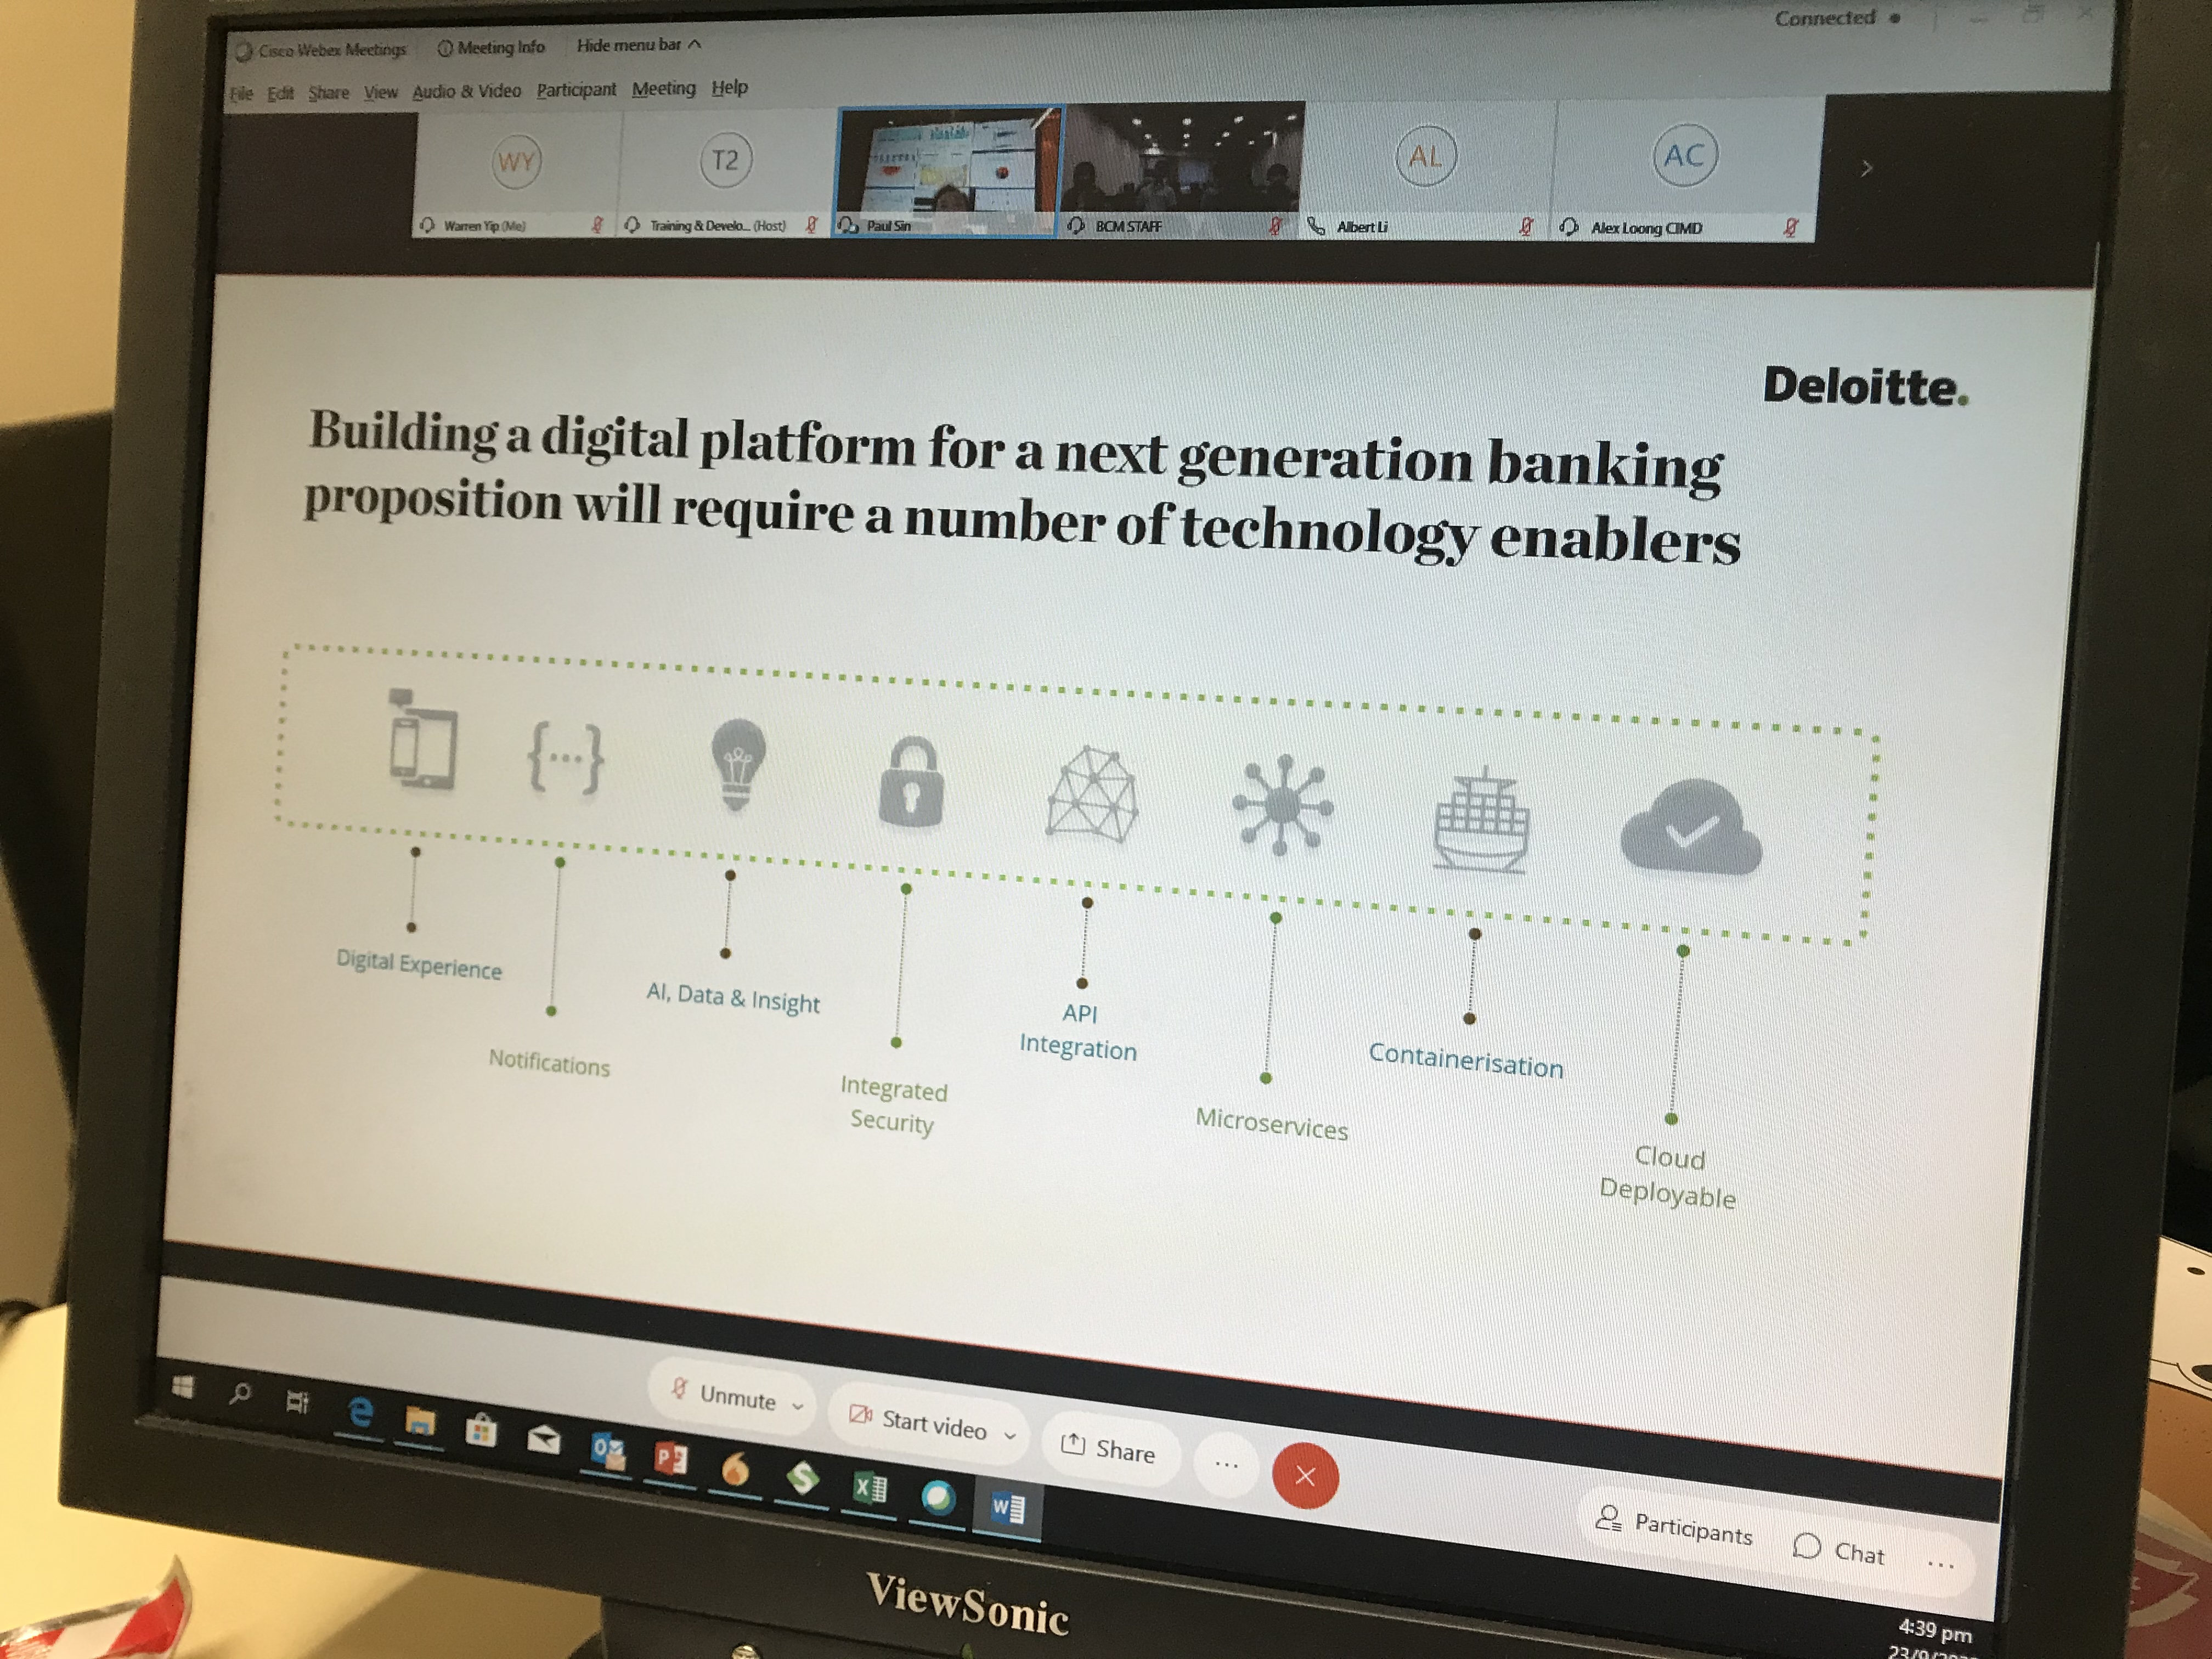 Cisco Webex Meetings
Meeting Info
Hide menu bar
Connected
File Edit Share View Audio & Video Participant Meeting Help
WY
T2
AL
AC
Warren Yip (Me)
Training & Develo... (Host)
Paul Sin
BCM STAFF
Albert Li
Alex Loong CIMD
Deloitte.
Building a digital platform for a next generation banking
proposition will require a number of technology enablers
{...}
Digital Experience
Notifications
AI, Data & Insight
Integrated
Security
API
Integration
Microservices
Containerisation
Cloud
Deployable
Unmute
Start video
Share
...
Participants
Chat
...
4:39 pm
ViewSonic